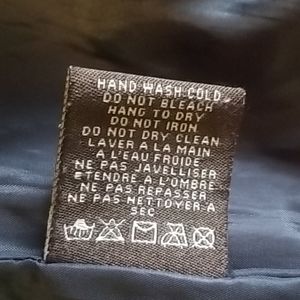 HAND WASH COLD
DO NOT BLEACH
HANG TO DRY
DO NOT IRON
DO NOT DRY CLEAN
LAVER A LA MAIN
A L'EAU FROIDE
NE PAS JAVELLISER
ETENDRE A L'OMBRE
NE PAS REPASSER
NE PAS NETTOYER A
SEC